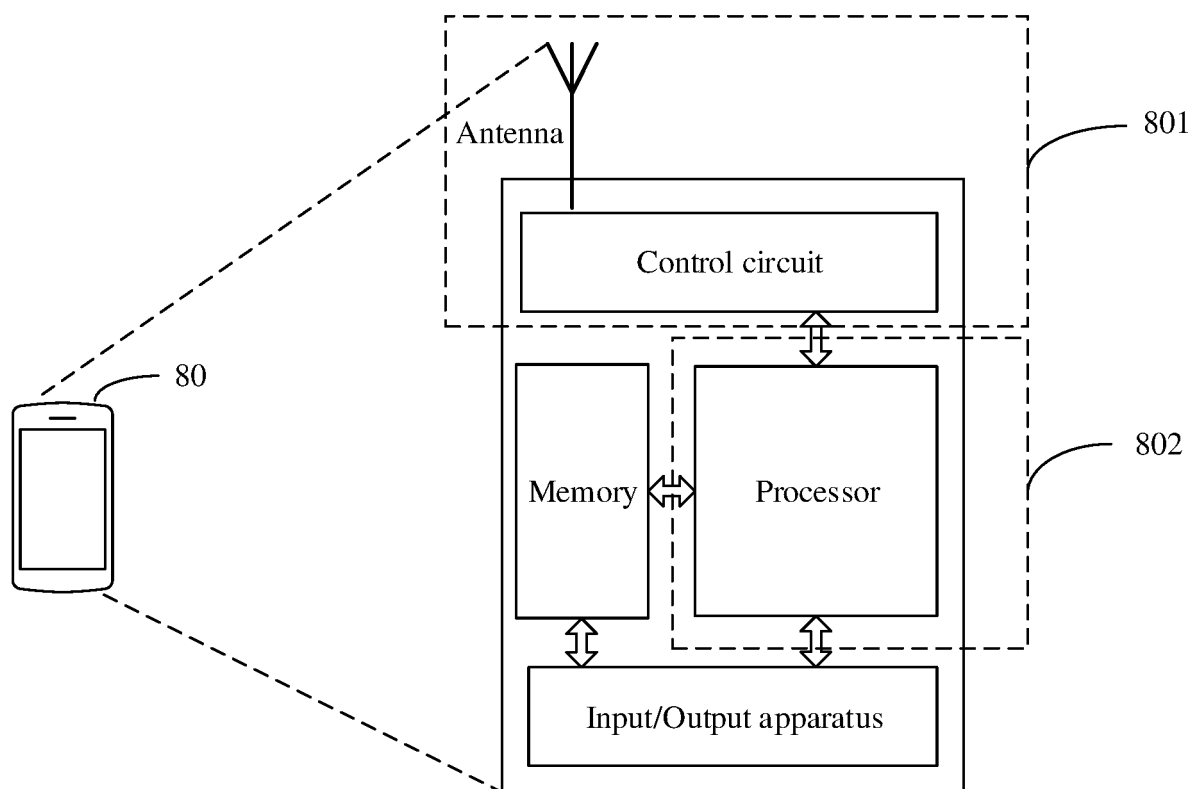 801
Antenna
Control circuit
80
802
Memory
Processor
Input/Output apparatus